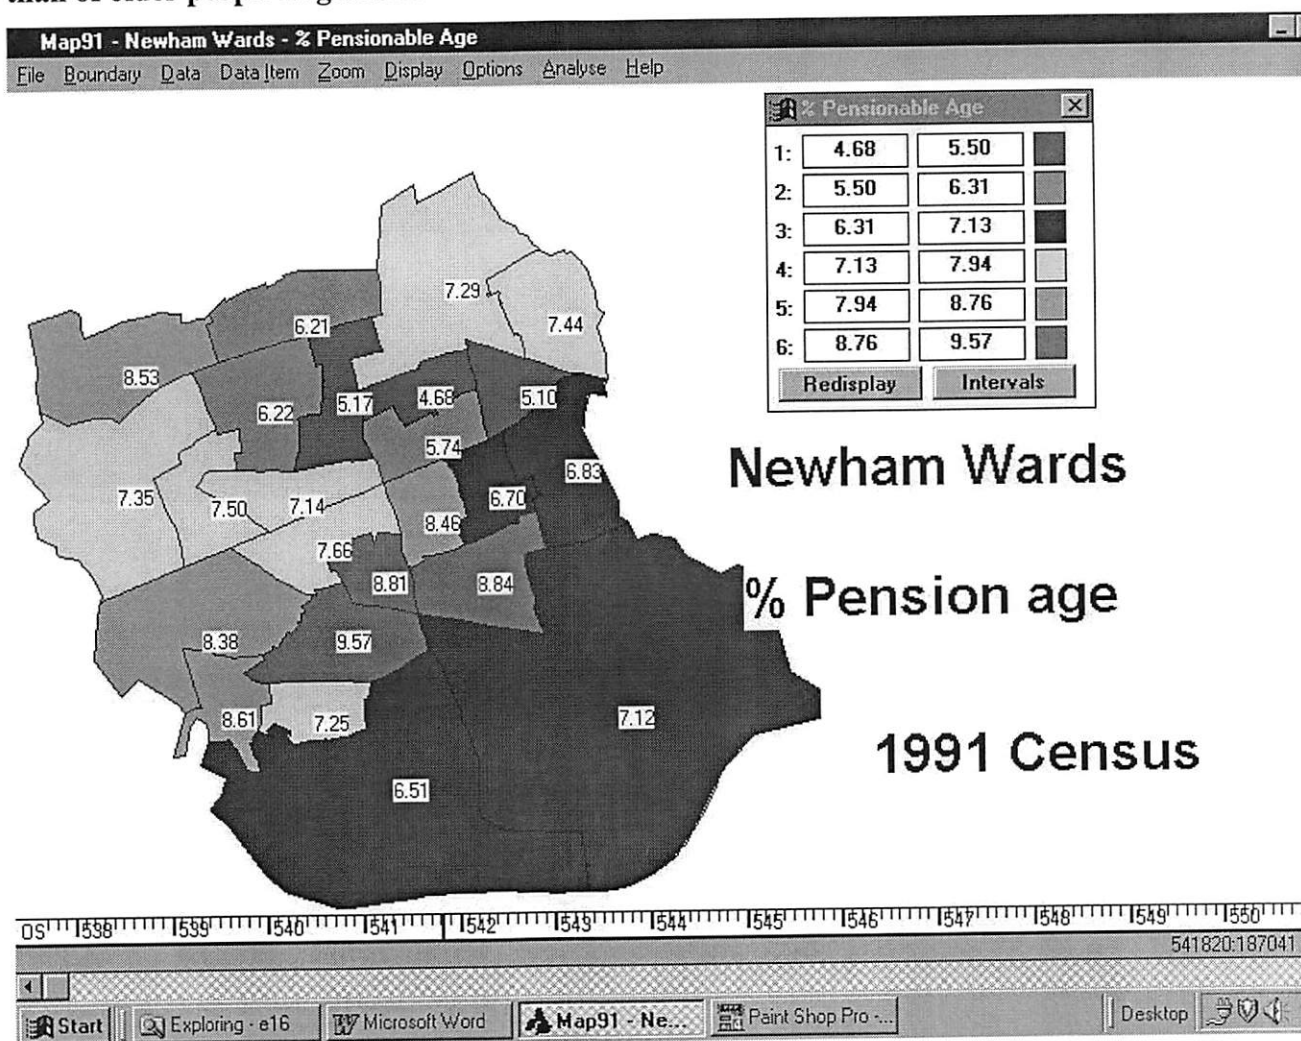 Map91 - Newham Wards - % Pensionable Age
File Boundary Data Data Item Zoom Display Options Analyse Help
% Pensionable Age
1: 4.68 5.50
2: 5.50 6.31
3: 6.31 7.13
4: 7.13 7.94
5: 7.94 8.76
6: 8.76 9.57
Redisplay Intervals
7.29
6.21
7.44
8.53
6.22
5.17
4.68
5.10
5.74
7.35
7.50
7.14
8.46
6.70
6.83
7.66
8.81
8.84
8.38
9.57
8.61
7.25
7.12
6.51
Newham Wards
% Pension age
1991 Census
OS 538 539 540 541 542 543 544 545 546 547 548 549 550
541820:187041
Start Exploring - e16 Microsoft Word Map91 - Ne... Paint Shop Pro -... Desktop